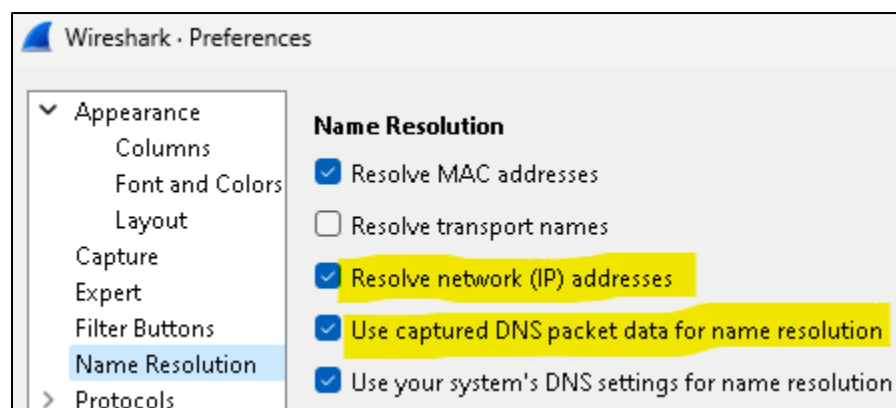 Wireshark · Preferences
Appearance
Columns
Font and Colors
Layout
Capture
Expert
Filter Buttons
Name Resolution
Protocols
Name Resolution
Resolve MAC addresses
Resolve transport names
Resolve network (IP) addresses
Use captured DNS packet data for name resolution
Use your system's DNS settings for name resolution